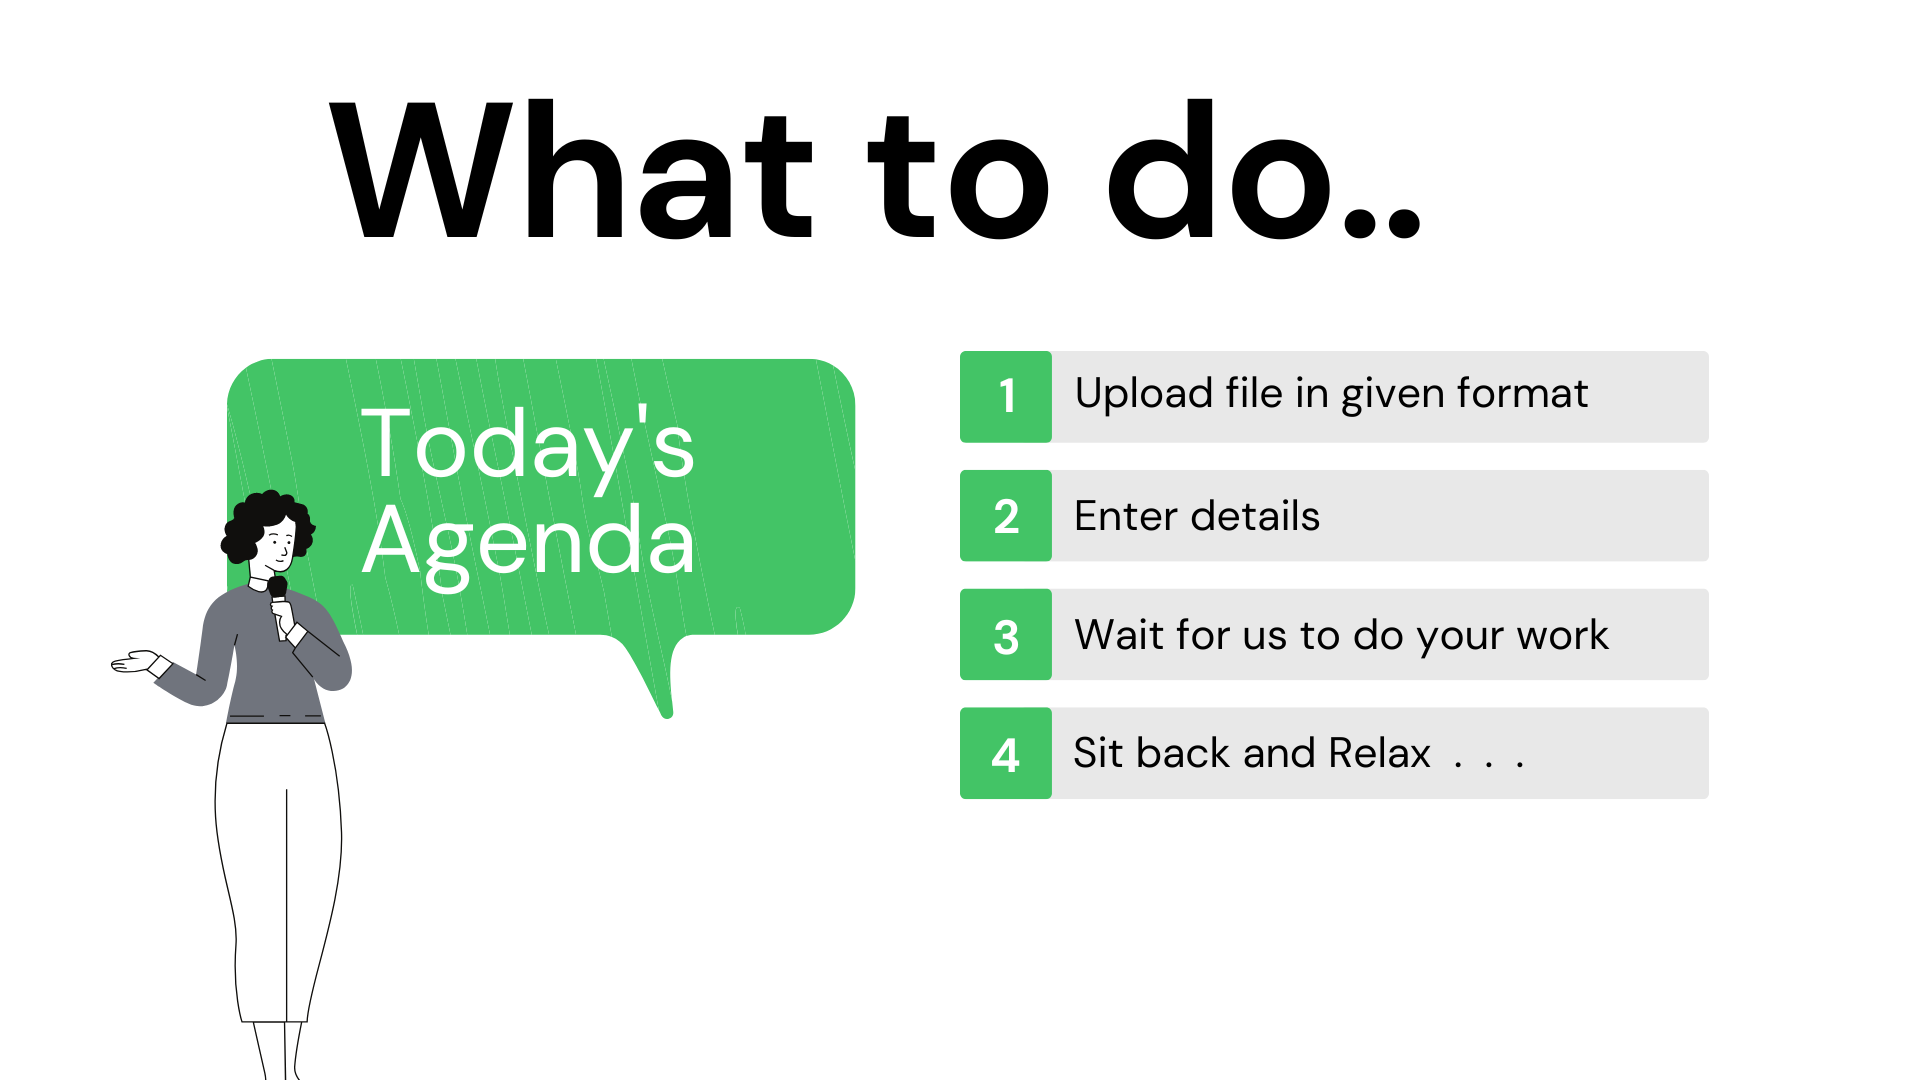 What to do..
Today's
Agenda
1 Upload file in given format
2 Enter details
3 Wait for us to do your work
4 Sit back and Relax . . .